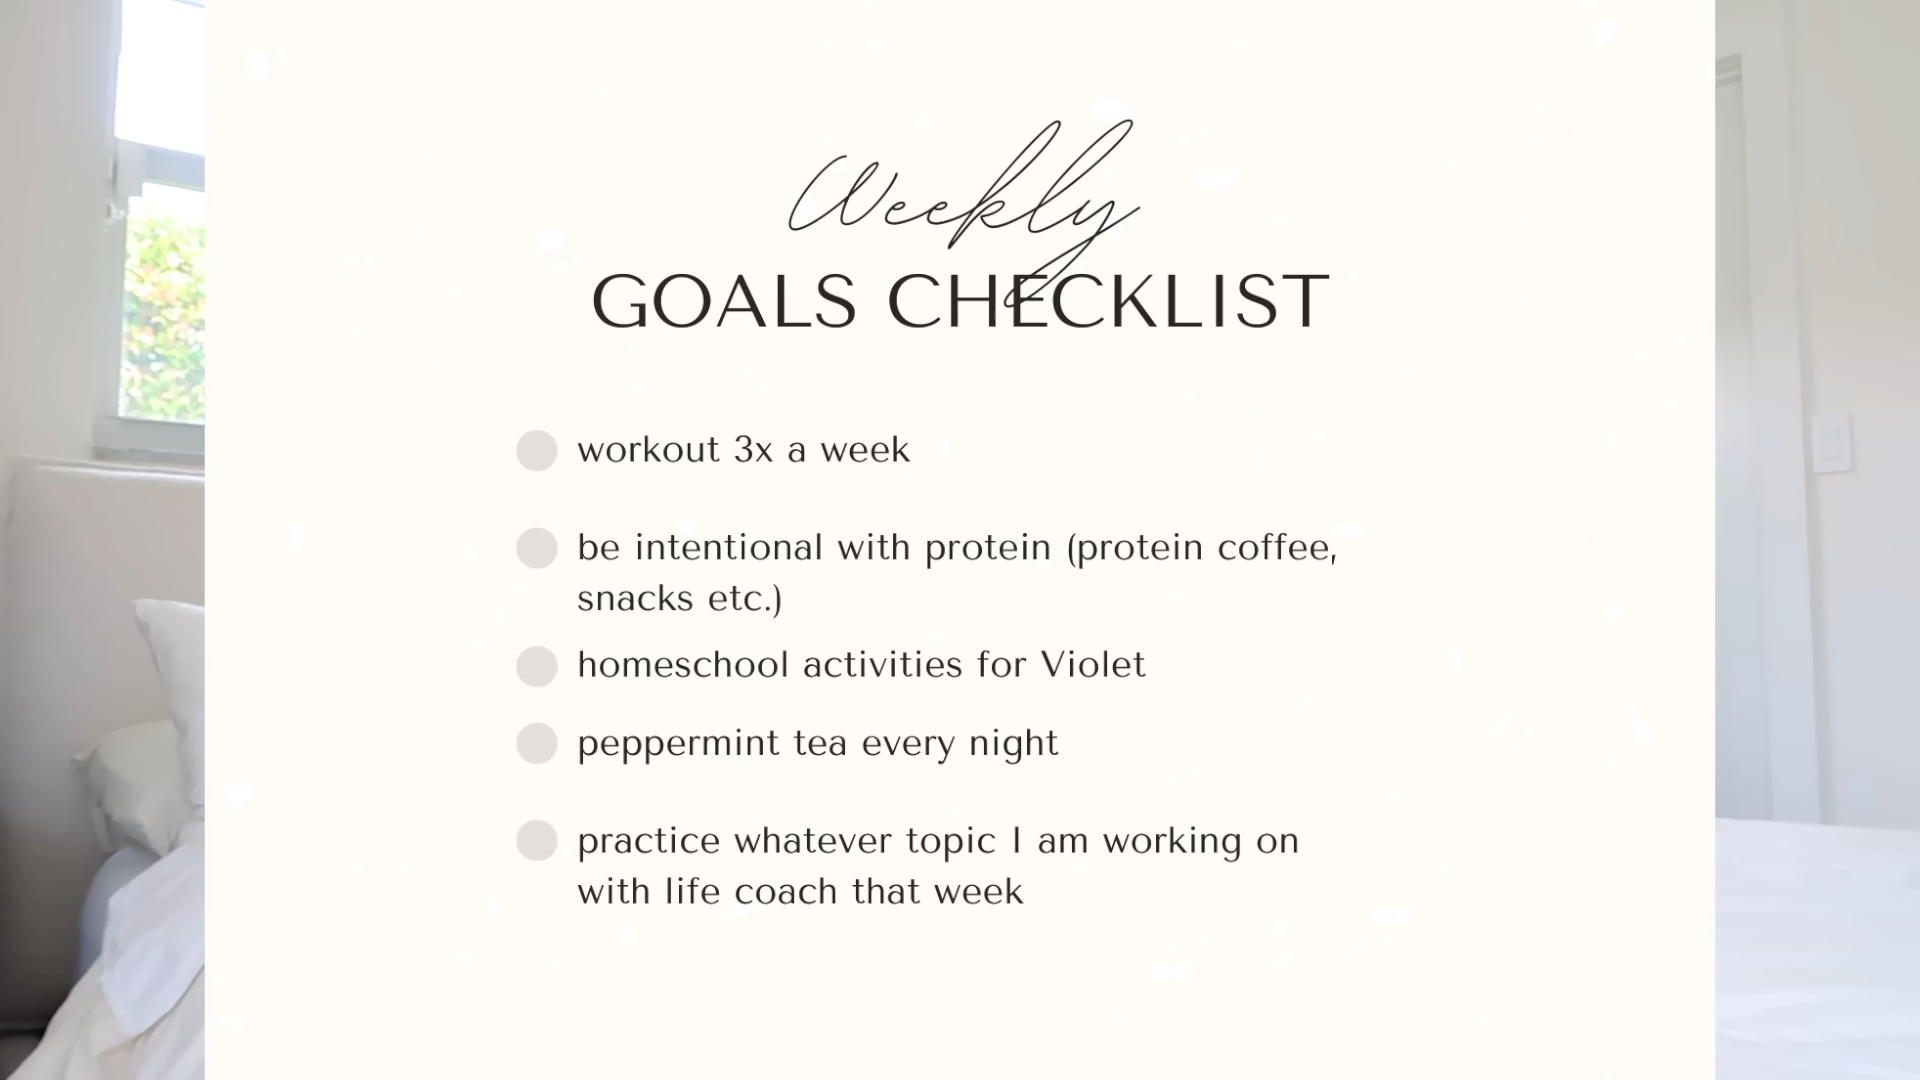 Weekly
GOALS CHECKLIST
workout 3x a week
be intentional with protein (protein coffee,
snacks etc.)
homeschool activities for Violet
peppermint tea every night
practice whatever topic I am working on
with life coach that week